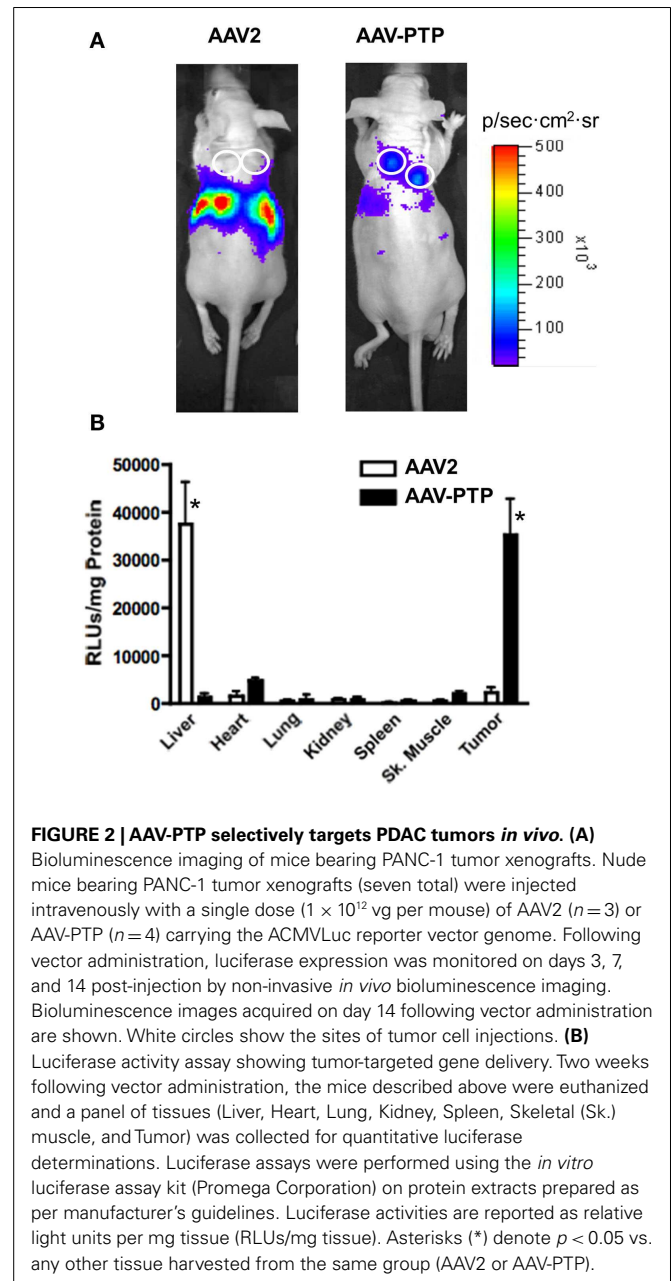 A
AAV2 AAV-PTP
p/sec·cm²·sr
500
400
300
200
100
x10³
B
50000
40000
30000
20000
10000
0
RLUs/mg Protein
AAV2
AAV-PTP
*
*
Liver
Heart
Lung
Kidney
Spleen
Sk. Muscle
Tumor
FIGURE 2 | AAV-PTP selectively targets PDAC tumors in vivo. (A)
Bioluminescence imaging of mice bearing PANC-1 tumor xenografts. Nude
mice bearing PANC-1 tumor xenografts (seven total) were injected
intravenously with a single dose (1 × 10¹² vg per mouse) of AAV2 (n = 3) or
AAV-PTP (n = 4) carrying the ACMVLuc reporter vector genome. Following
vector administration, luciferase expression was monitored on days 3, 7,
and 14 post-injection by non-invasive in vivo bioluminescence imaging.
Bioluminescence images acquired on day 14 following vector administration
are shown. White circles show the sites of tumor cell injections. (B)
Luciferase activity assay showing tumor-targeted gene delivery. Two weeks
following vector administration, the mice described above were euthanized
and a panel of tissues (Liver, Heart, Lung, Kidney, Spleen, Skeletal (Sk.)
muscle, and Tumor) was collected for quantitative luciferase
determinations. Luciferase assays were performed using the in vitro
luciferase assay kit (Promega Corporation) on protein extracts prepared as
per manufacturer's guidelines. Luciferase activities are reported as relative
light units per mg tissue (RLUs/mg tissue). Asterisks (*) denote p < 0.05 vs.
any other tissue harvested from the same group (AAV2 or AAV-PTP).